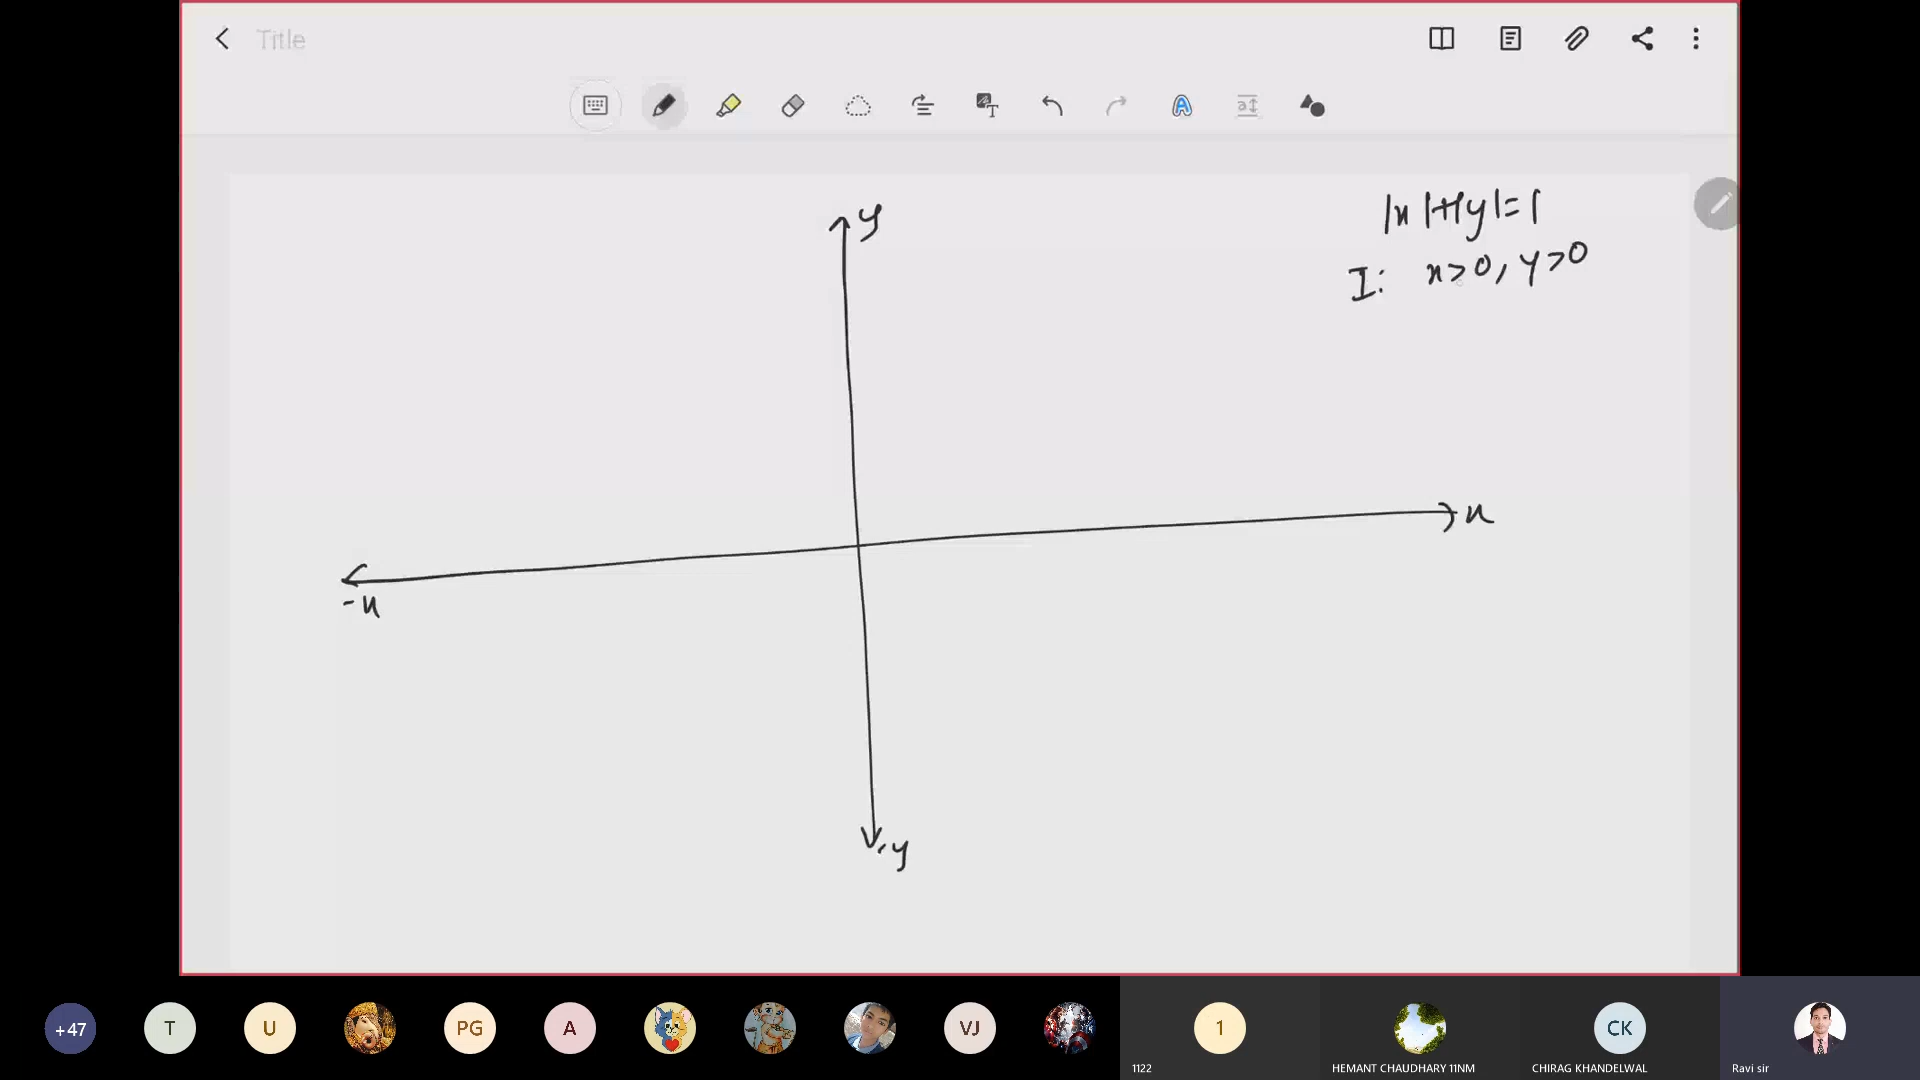 Title
|x|+|y|=1
I: x>0, y>0
y
x
-x
-y
+47
T
U
PG
A
VJ
1
CK
1122
HEMANT CHAUDHARY 11NM
CHIRAG KHANDELWAL
Ravi sir